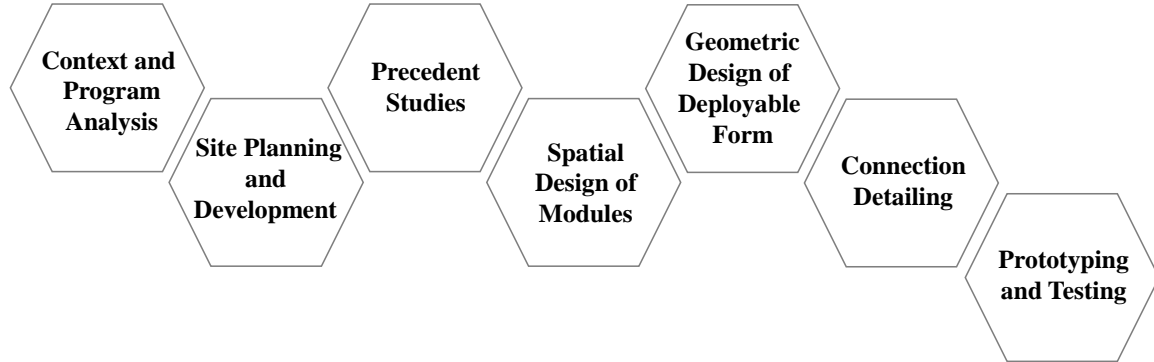 Context and
Program
Analysis
Site Planning
and
Development
Precedent
Studies
Spatial
Design of
Modules
Geometric
Design of
Deployable
Form
Connection
Detailing
Prototyping
and Testing